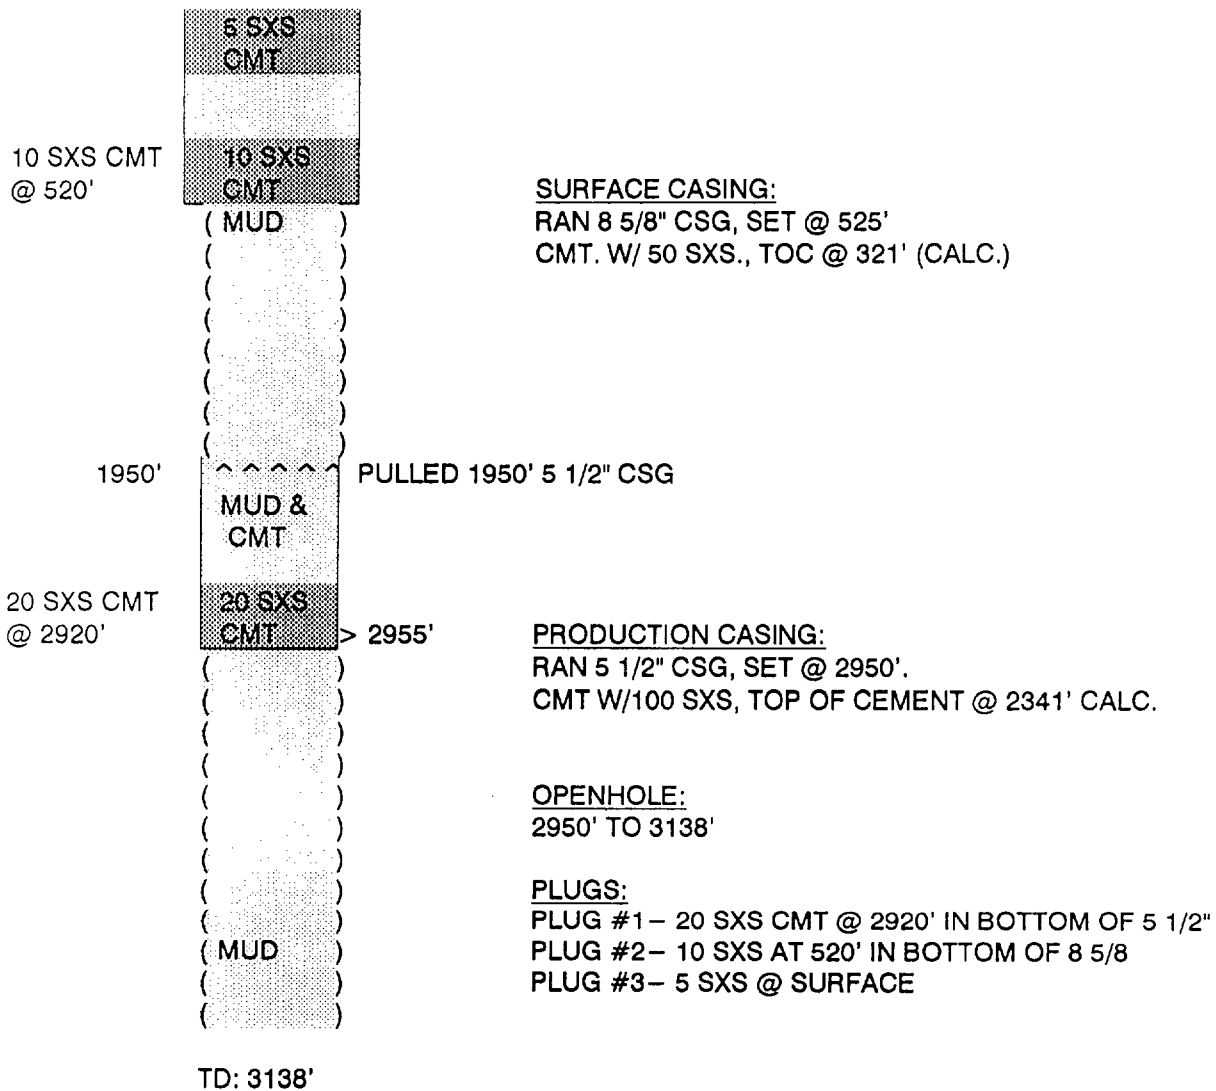 5 SXS
CMT
10 SXS CMT
@ 520'
10 SXS
CMT
MUD
SURFACE CASING:
RAN 8 5/8" CSG, SET @ 525'
CMT. W/ 50 SXS., TOC @ 321' (CALC.)
1950'
^ ^ ^ ^ ^ PULLED 1950' 5 1/2" CSG
MUD &
CMT
20 SXS CMT
@ 2920'
20 SXS
CMT
> 2955'
PRODUCTION CASING:
RAN 5 1/2" CSG, SET @ 2950'.
CMT W/100 SXS, TOP OF CEMENT @ 2341' CALC.
OPENHOLE:
2950' TO 3138'
PLUGS:
PLUG #1– 20 SXS CMT @ 2920' IN BOTTOM OF 5 1/2"
PLUG #2– 10 SXS AT 520' IN BOTTOM OF 8 5/8
PLUG #3– 5 SXS @ SURFACE
MUD
TD: 3138'